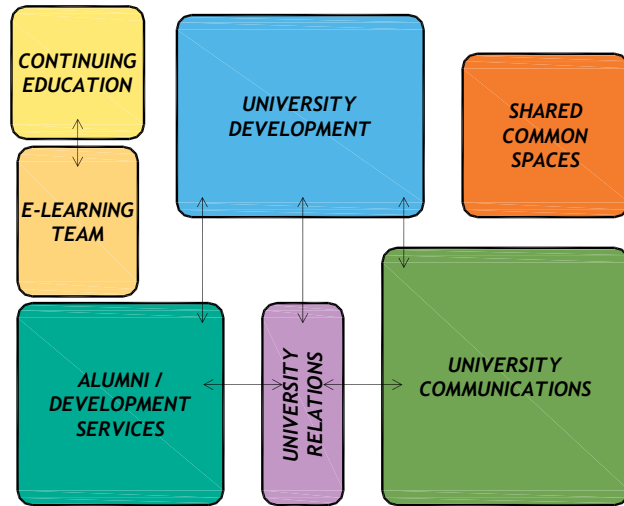 CONTINUING
EDUCATION
UNIVERSITY
DEVELOPMENT
SHARED
COMMON
SPACES
E-LEARNING
TEAM
ALUMNI /
DEVELOPMENT
SERVICES
UNIVERSITY
RELATIONS
UNIVERSITY
COMMUNICATIONS